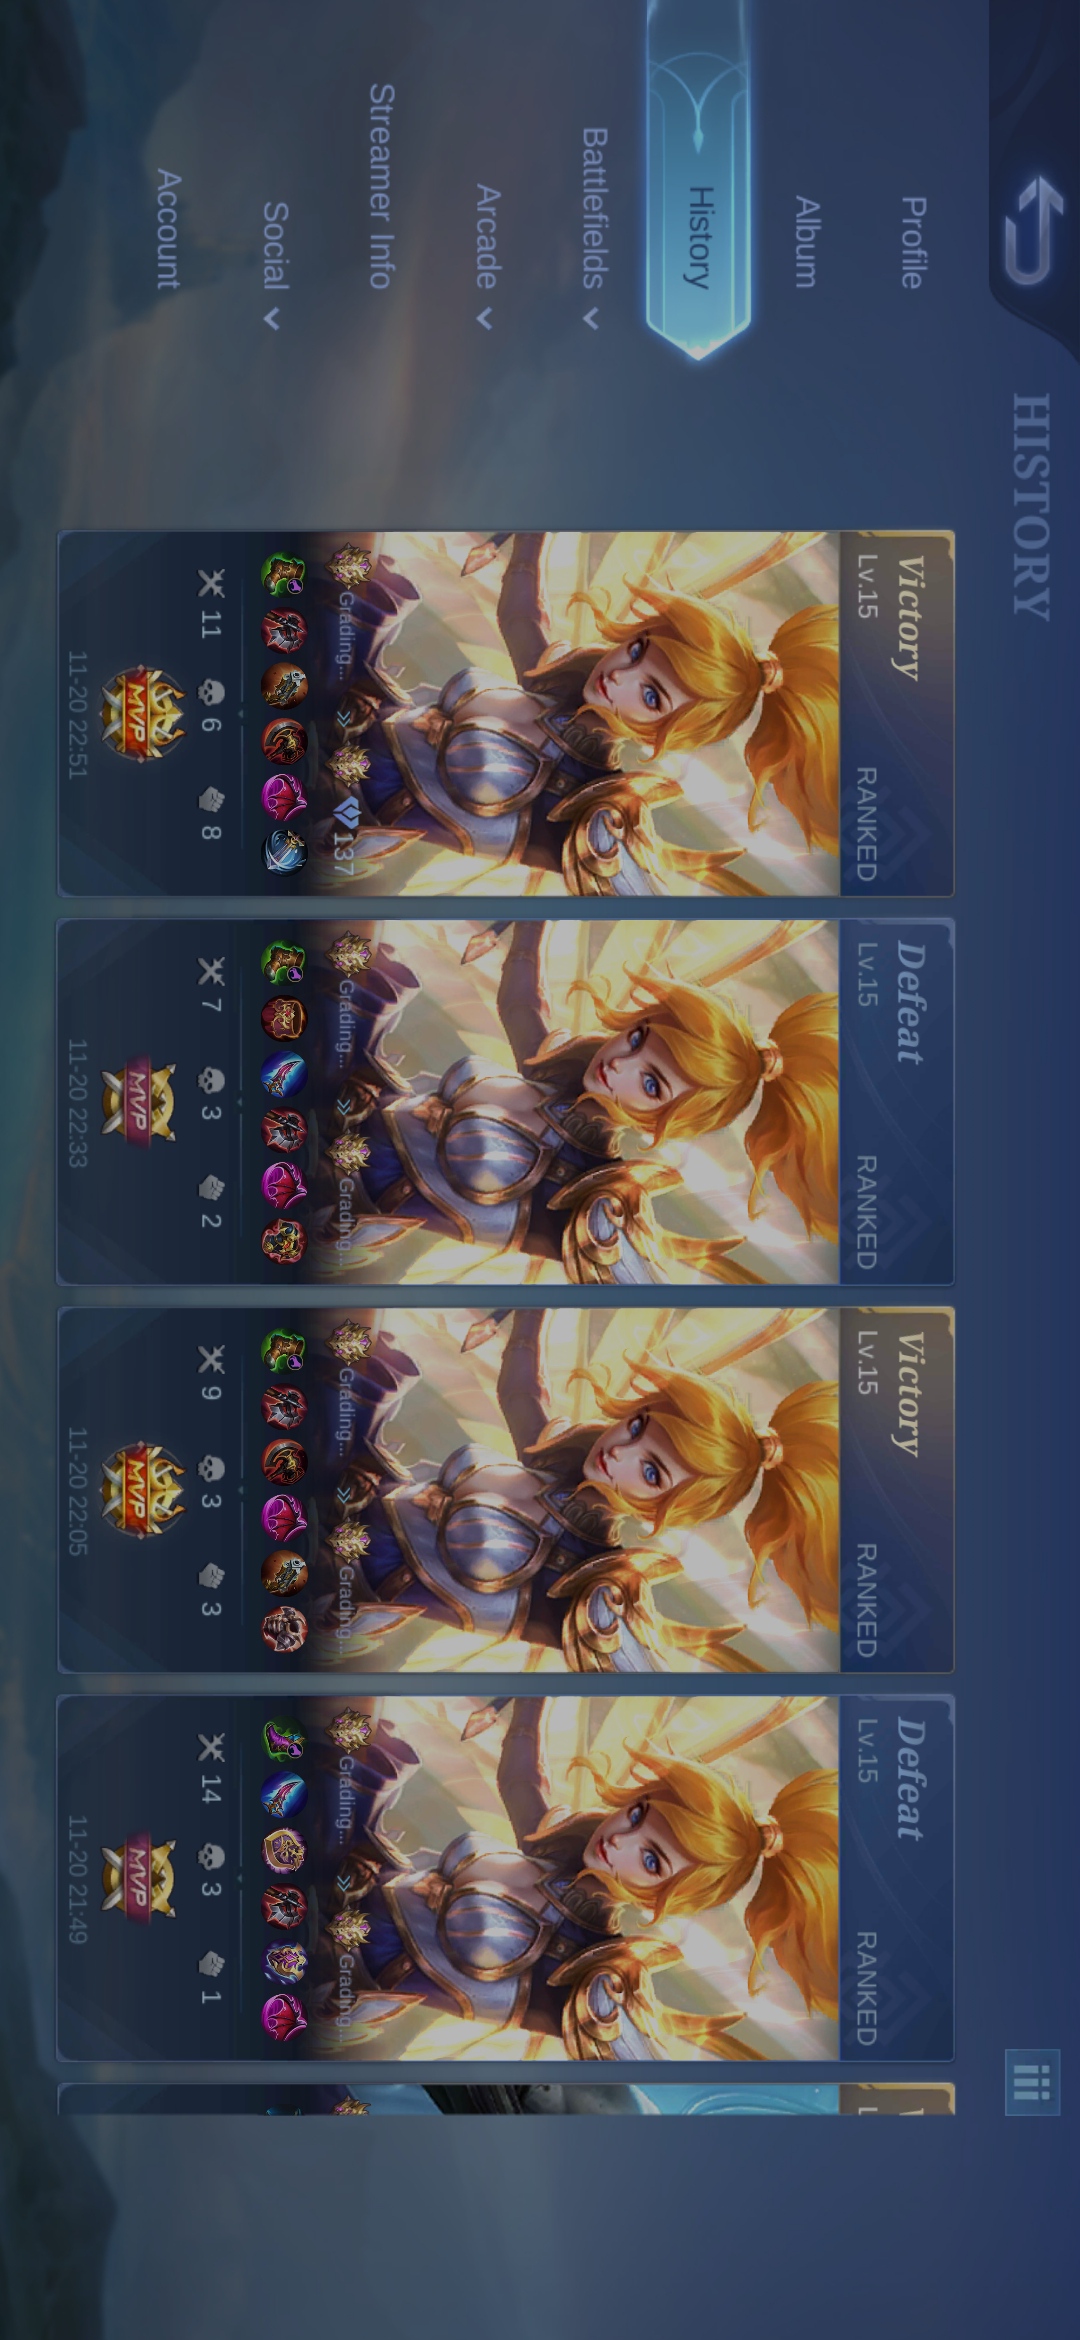 HISTORY
Profile
Album
History
Battlefields
Arcade
Streamer Info
Social
Account
Victory
Lv.15 RANKED
Grading... 137
11 6 8
MVP
11-20 22:51
Defeat
Lv.15 RANKED
Grading... Grading...
7 3 2
MVP
11-20 22:33
Victory
Lv.15 RANKED
Grading... Grading...
9 3 3
MVP
11-20 22:05
Defeat
Lv.15 RANKED
Grading... Grading...
14 3 1
MVP
11-20 21:49